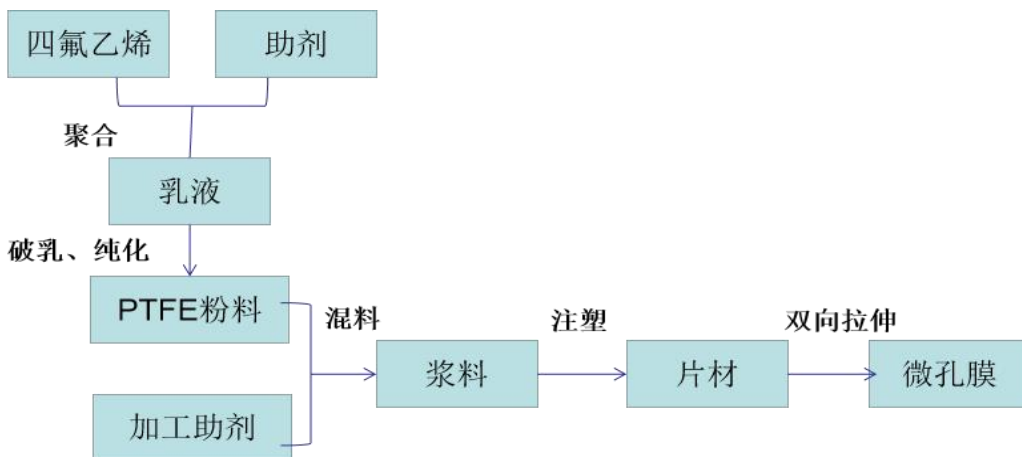 四氟乙烯
助剂
聚合
乳液
破乳、纯化
PTFE粉料
混料
注塑
双向拉伸
浆料
片材
微孔膜
加工助剂